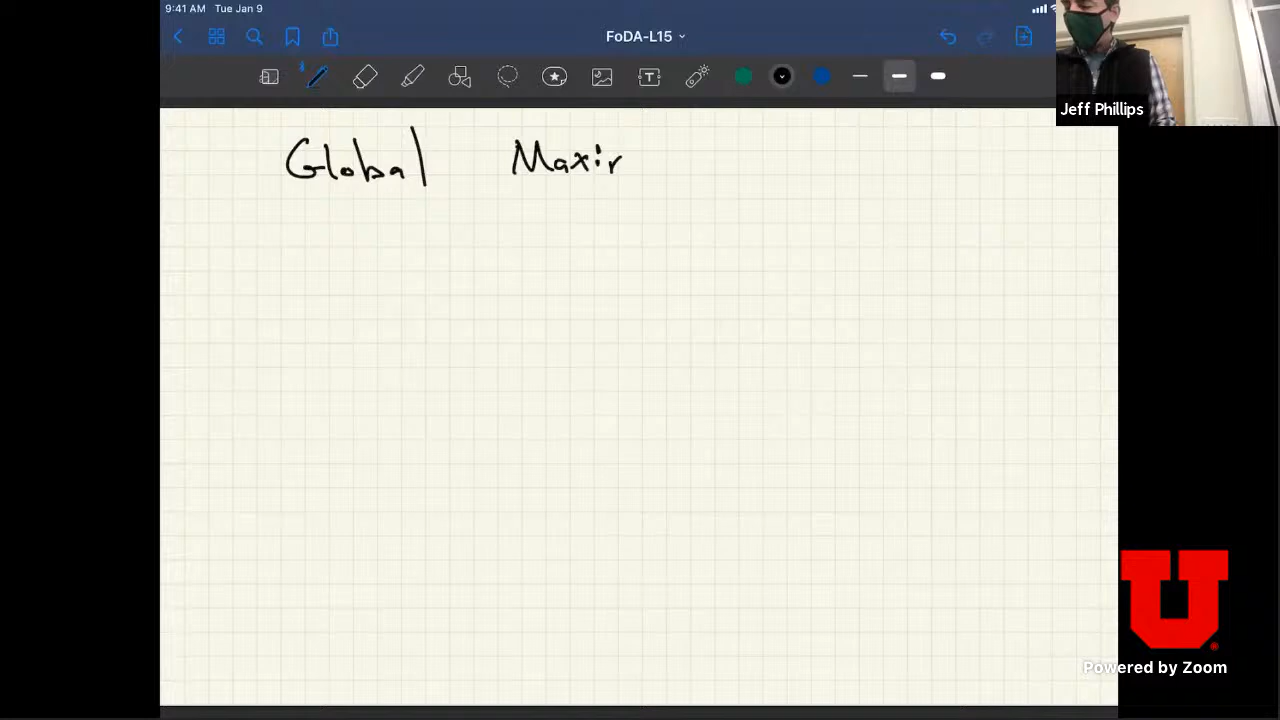 9:41 AM Tue Jan 9
FoDA-L15
T
Jeff Phillips
Global Maxir
U
Powered by Zoom